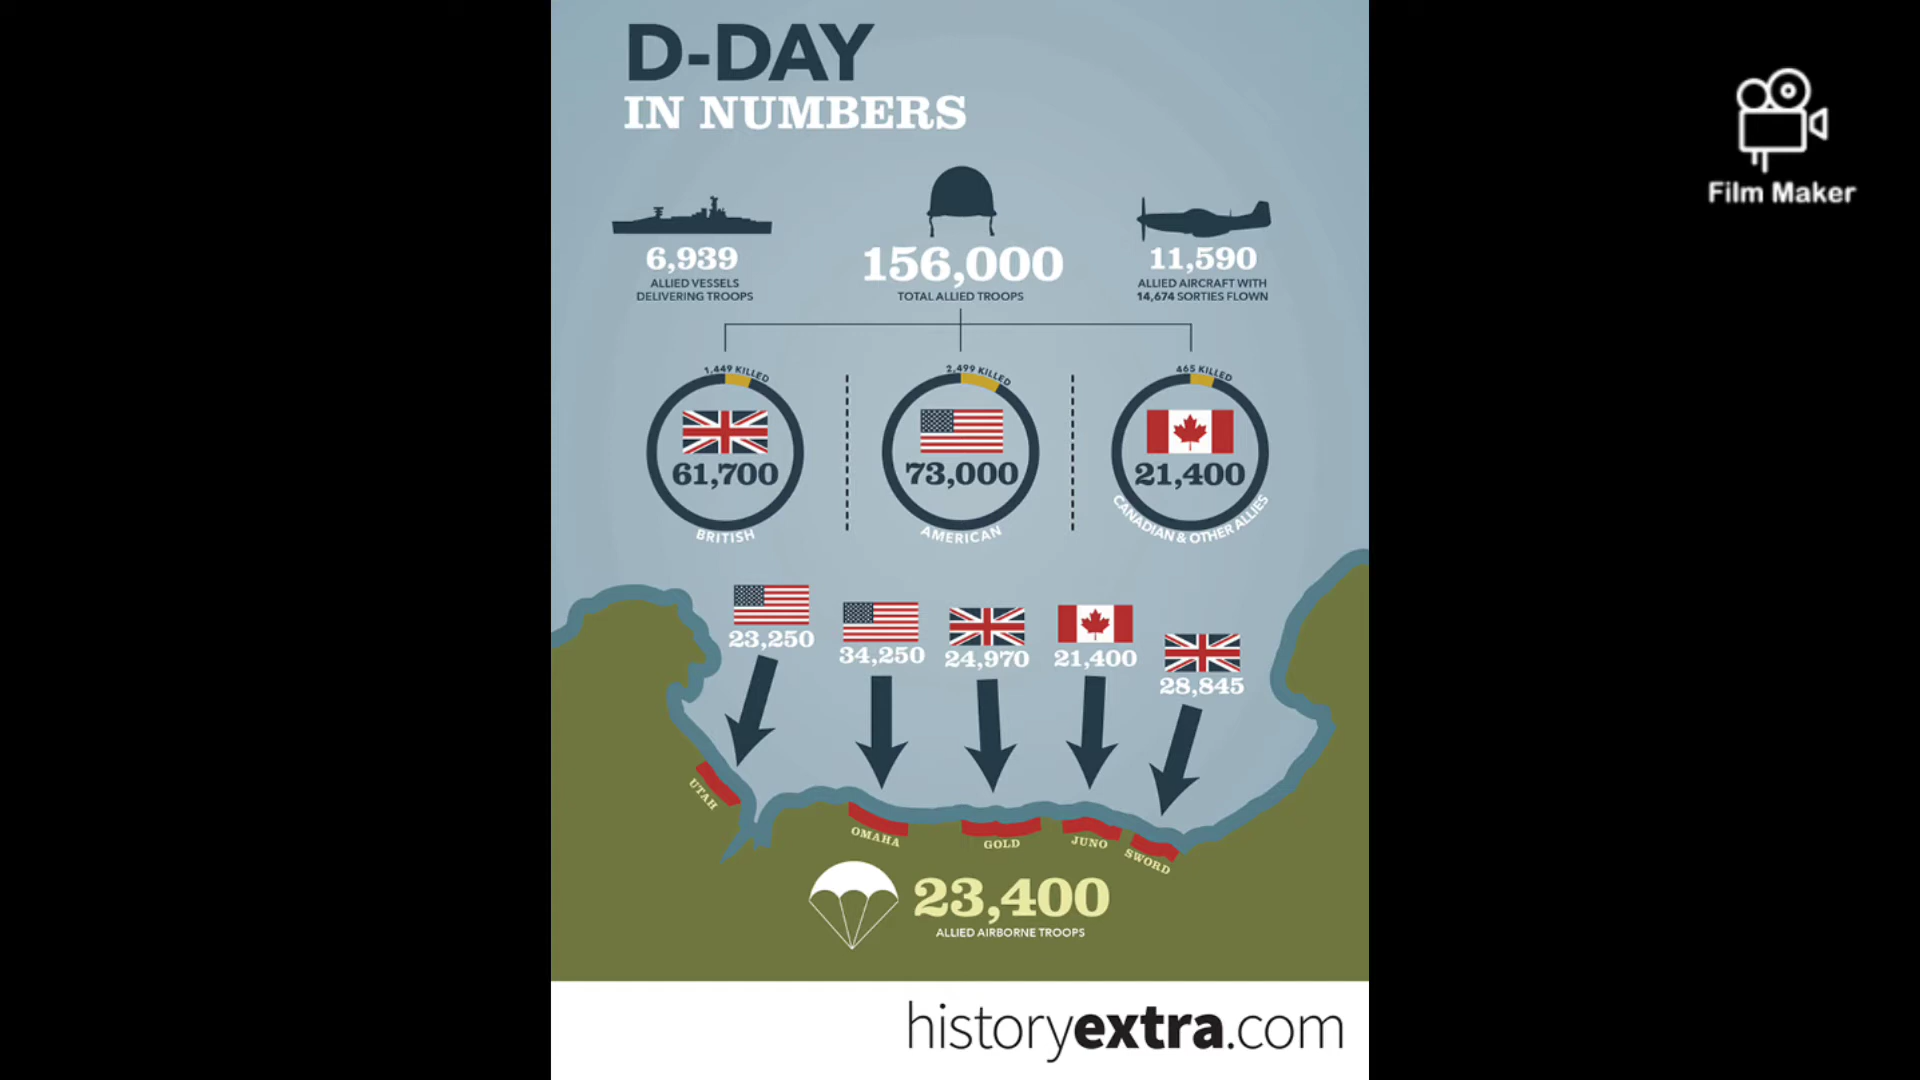 D-DAY
IN NUMBERS
Film Maker
6,939
ALLIED VESSELS
DELIVERING TROOPS
156,000
TOTAL ALLIED TROOPS
11,590
ALLIED AIRCRAFT WITH
14,674 SORTIES FLOWN
1,449 KILLED
61,700
BRITISH
2,499 KILLED
73,000
AMERICAN
465 KILLED
21,400
CANADIAN & OTHER ALLIES
23,250
34,250
24,970
21,400
28,845
UTAH
OMAHA
GOLD
JUNO
SWORD
23,400
ALLIED AIRBORNE TROOPS
historyextra.com